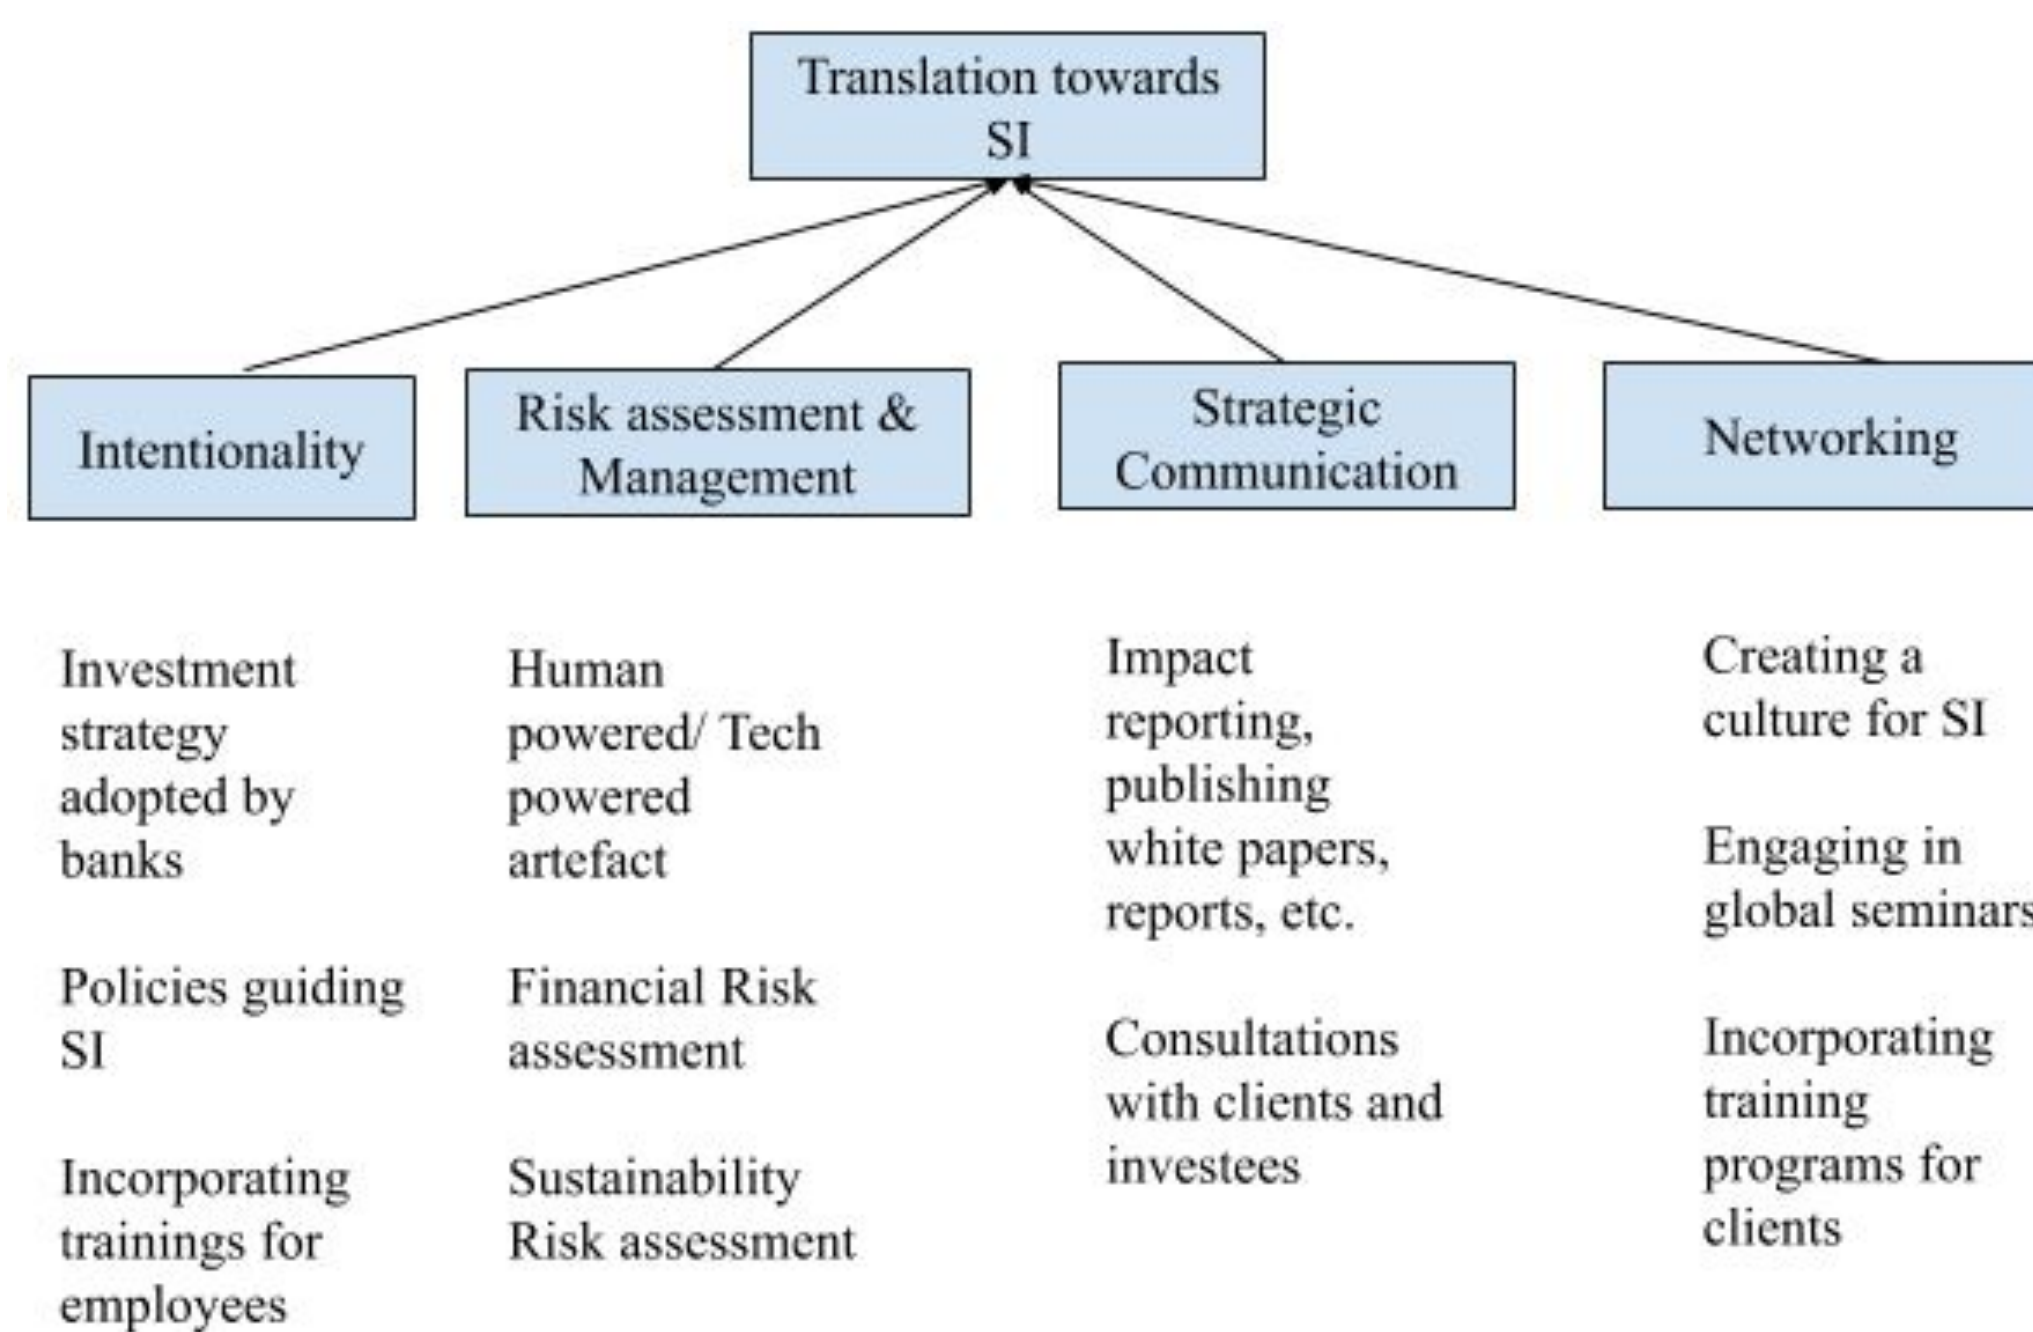 Translation towards
SI
Intentionality
Risk assessment &
Management
Strategic
Communication
Networking
Investment
strategy
adopted by
banks
Policies guiding
SI
Incorporating
trainings for
employees
Human
powered/ Tech
powered
artefact
Financial Risk
assessment
Sustainability
Risk assessment
Impact
reporting,
publishing
white papers,
reports, etc.
Consultations
with clients and
investees
Creating a
culture for SI
Engaging in
global seminars
Incorporating
training
programs for
clients